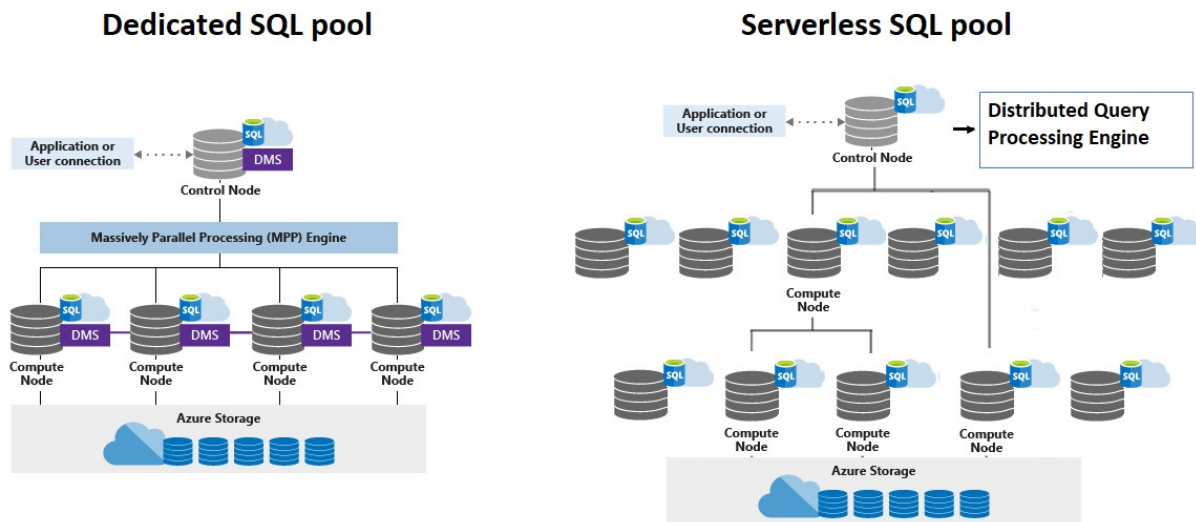 Dedicated SQL pool
SQL
Application or
User connection
DMS
Control Node
Massively Parallel Processing (MPP) Engine
SQL
SQL
SQL
SQL
DMS
DMS
DMS
DMS
Compute
Node
Compute
Node
Compute
Node
Compute
Node
Azure Storage
Serverless SQL pool
SQL
Application or
User connection
Distributed Query
Processing Engine
Control Node
SQL
SQL
SQL
SQL
SQL
SQL
Compute
Node
SQL
SQL
SQL
SQL
SQL
Compute
Node
Compute
Node
Compute
Node
Azure Storage